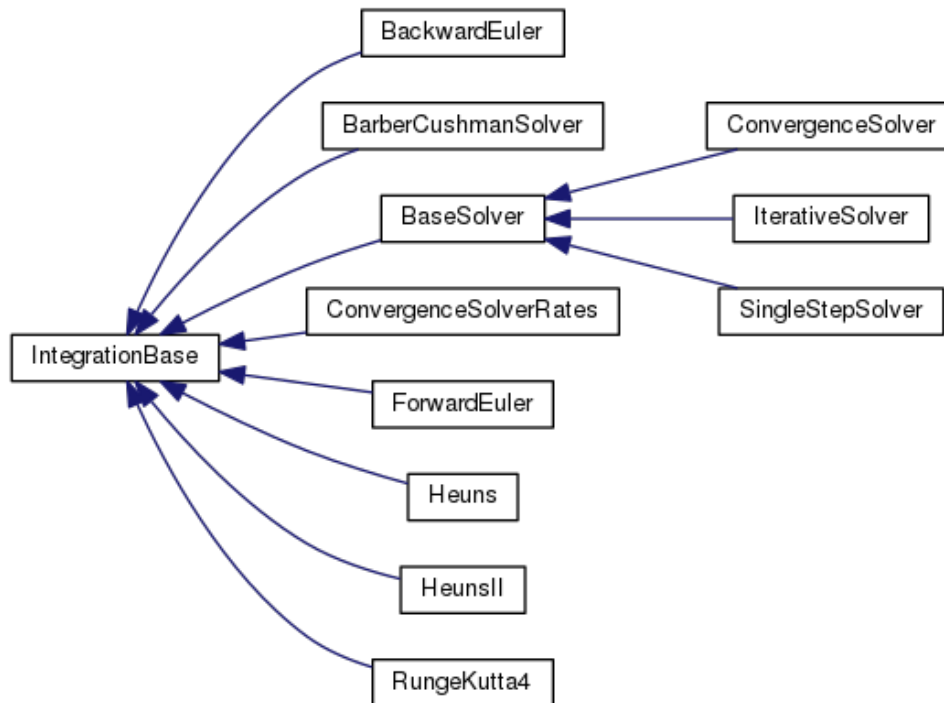 BackwardEuler
BarberCushmanSolver
ConvergenceSolver
BaseSolver
IterativeSolver
ConvergenceSolverRates
SingleStepSolver
IntegrationBase
ForwardEuler
Heuns
HeunsII
RungeKutta4